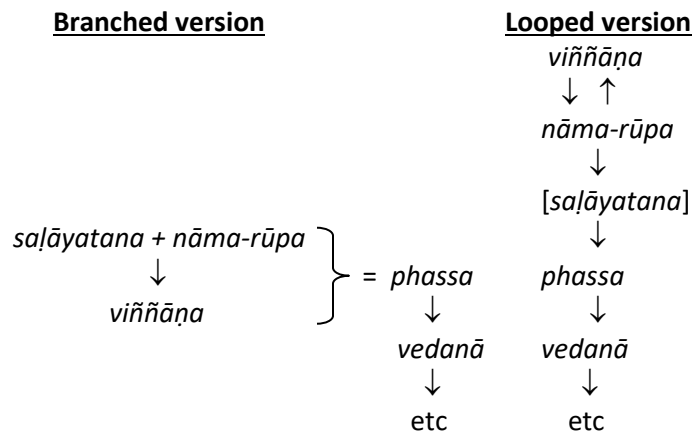 Branched version
Looped version
viññāṇa
↓ ↑
nāma-rūpa
↓
[saḷāyatana]
↓
saḷāyatana + nāma-rūpa
↓
viññāṇa
= phassa
phassa
↓
↓
vedanā
vedanā
↓
↓
etc
etc